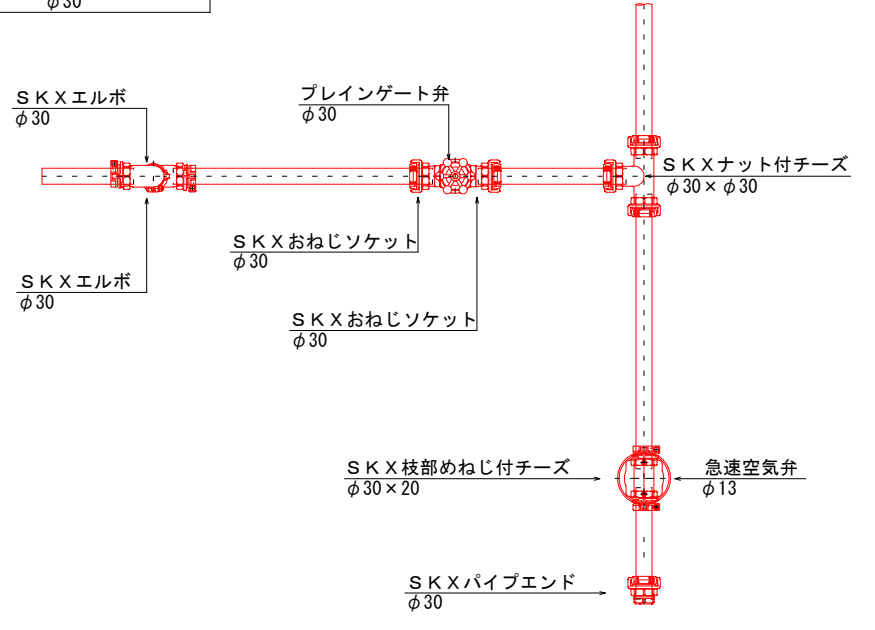 φ30
SKXエルボ
φ30
プレインゲート弁
φ30
SKXナット付チーズ
φ30×φ30
SKXおねじソケット
φ30
SKXエルボ
φ30
SKXおねじソケット
φ30
SKX枝部めねじ付チーズ
φ30×20
急速空気弁
φ13
SKXパイプエンド
φ30